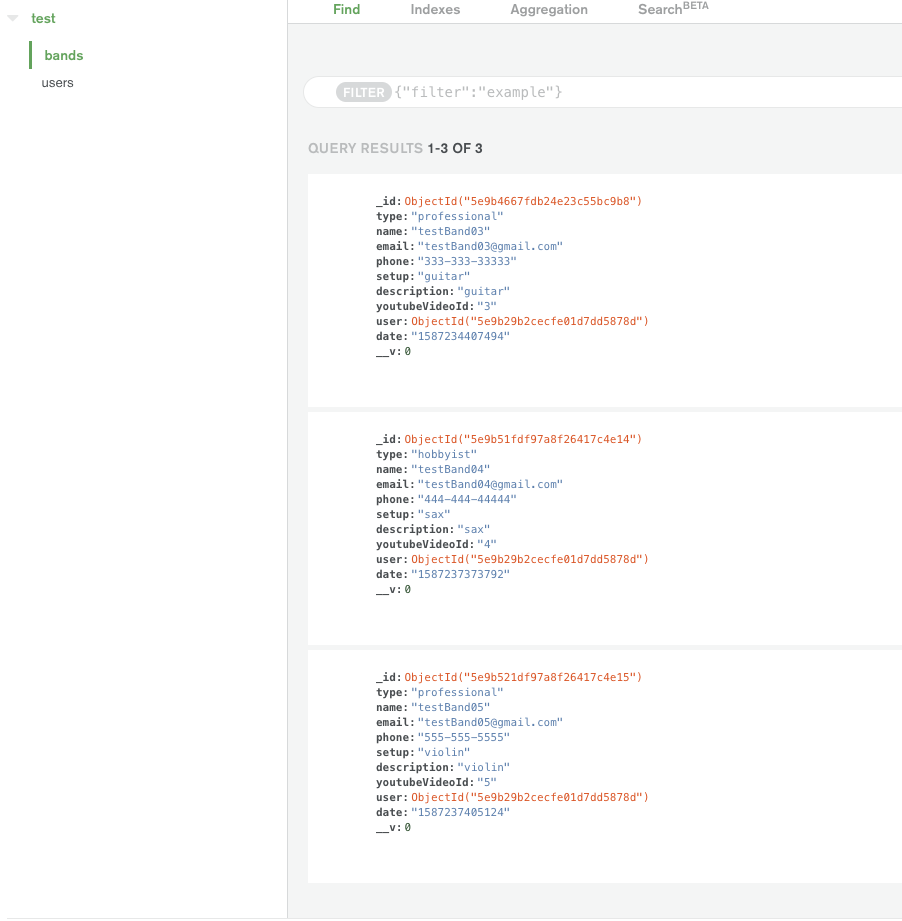 test
bands
users
Find Indexes Aggregation SearchBETA
FILTER {"filter":"example"}
QUERY RESULTS 1-3 OF 3
_id: ObjectId("5e9b4667fdb24e23c55bc9b8")
type: "professional"
name: "testBand03"
email: "testBand03@gmail.com"
phone: "333-333-33333"
setup: "guitar"
description: "guitar"
youtubeVideoId: "3"
user: ObjectId("5e9b29b2cecfe01d7dd5878d")
date: "1587234407494"
__v: 0
_id: ObjectId("5e9b51fdf97a8f26417c4e14")
type: "hobbyist"
name: "testBand04"
email: "testBand04@gmail.com"
phone: "444-444-44444"
setup: "sax"
description: "sax"
youtubeVideoId: "4"
user: ObjectId("5e9b29b2cecfe01d7dd5878d")
date: "1587237373792"
__v: 0
_id: ObjectId("5e9b521df97a8f26417c4e15")
type: "professional"
name: "testBand05"
email: "testBand05@gmail.com"
phone: "555-555-5555"
setup: "violin"
description: "violin"
youtubeVideoId: "5"
user: ObjectId("5e9b29b2cecfe01d7dd5878d")
date: "1587237405124"
__v: 0